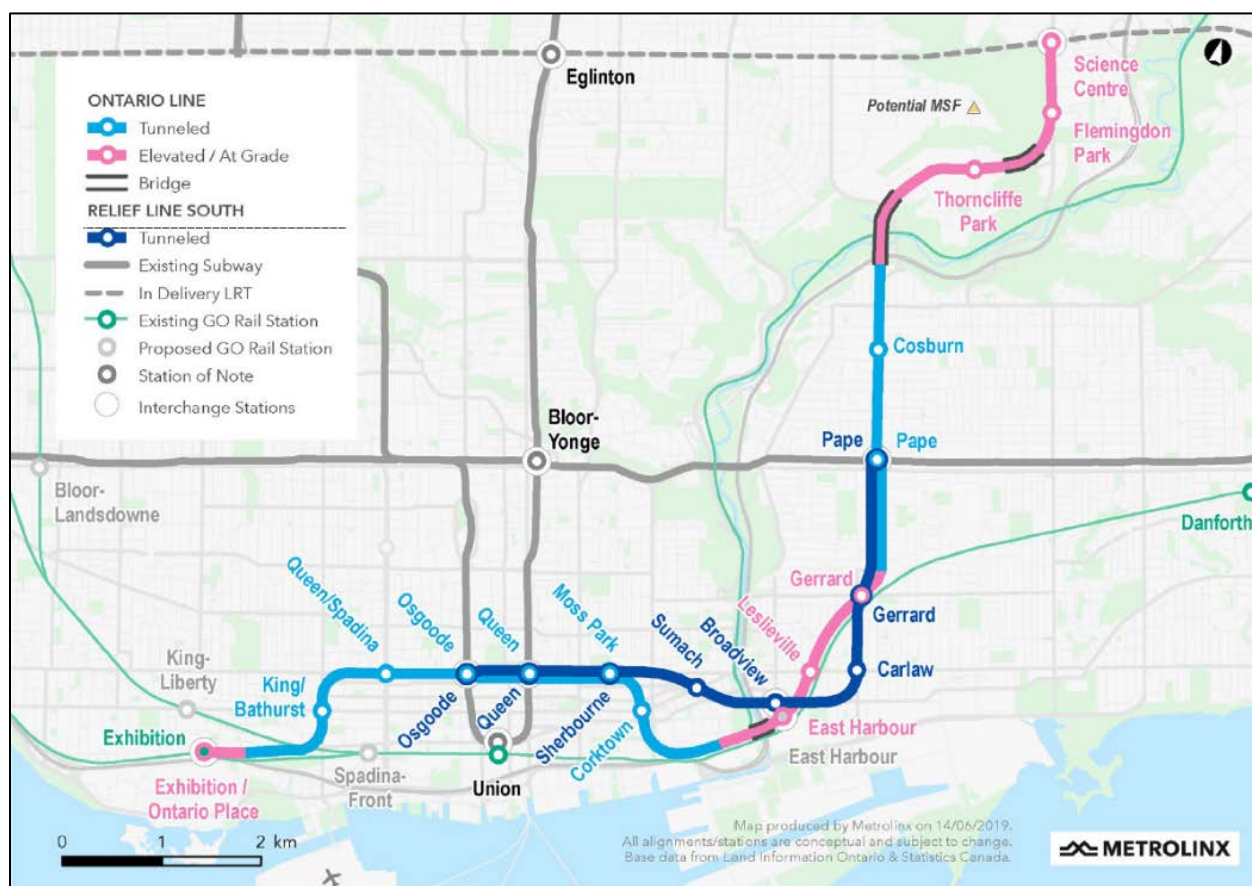 ONTARIO LINE
Tunneled
Elevated / At Grade
Bridge
RELIEF LINE SOUTH
Tunneled
Existing Subway
In Delivery LRT
Existing GO Rail Station
Proposed GO Rail Station
Station of Note
Interchange Stations
Eglinton
Potential MSF
Science
Centre
Flemingdon
Park
Thorncliffe
Park
Cosburn
Bloor-
Yonge
Pape
Pape
Bloor-
Landsdowne
Danforth
Gerrard
Gerrard
Queen/Spadina
Osgoode
Queen
Moss Park
Sumach
Broadview
Leslieville
Carlaw
King-
Liberty
King/
Bathurst
Osgoode
Queen
Sherbourne
Corktown
East Harbour
East Harbour
Exhibition
Exhibition /
Ontario Place
Spadina-
Front
Union
0 1 2 km
Map produced by Metrolinx on 14/06/2019.
All alignments/stations are conceptual and subject to change.
Base data from Land Information Ontario & Statistics Canada.
METROLINX